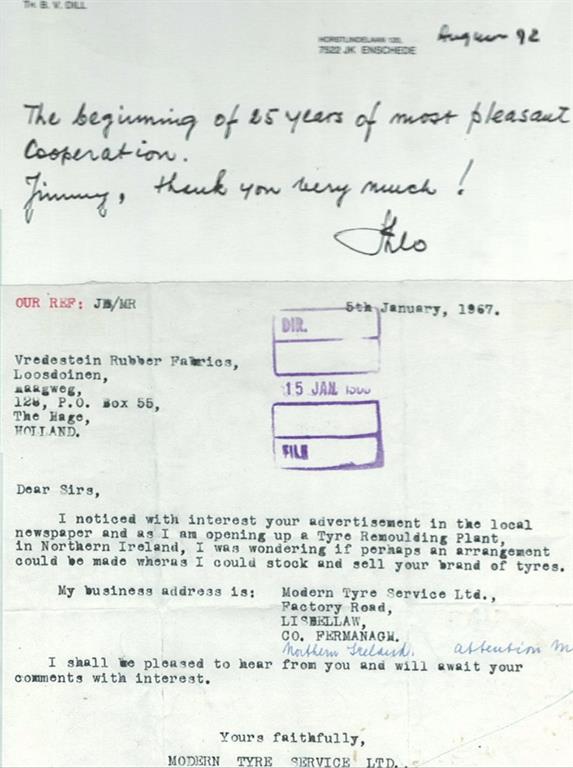 TH. B. V. DILL
HORSTLINDELAAN 135,
7522 JK ENSCHEDE
August 92
The beginning of 25 years of most pleasant
Cooperation.
Jimmy, thank you very much!
Theo
OUR REF: JB/MR
5th January, 1967.
DIR.
15 JAN.
FILE
Vredestein Rubber Fabrics,
Loosdoinen,
Haagweg,
128, P.O. Box 55,
The Hage,
HOLLAND.
Dear Sirs,
I noticed with interest your advertisement in the local
newspaper and as I am opening up a Tyre Remoulding Plant,
in Northern Ireland, I was wondering if perhaps an arrangement
could be made wheras I could stock and sell your brand of tyres.
My business address is: Modern Tyre Service Ltd.,
Factory Road,
LISBELLAW,
CO. FERMANAGH.
Northern Ireland. attention M
I shall be pleased to hear from you and will await your
comments with interest.
Yours faithfully,
MODERN TYRE SERVICE LTD.